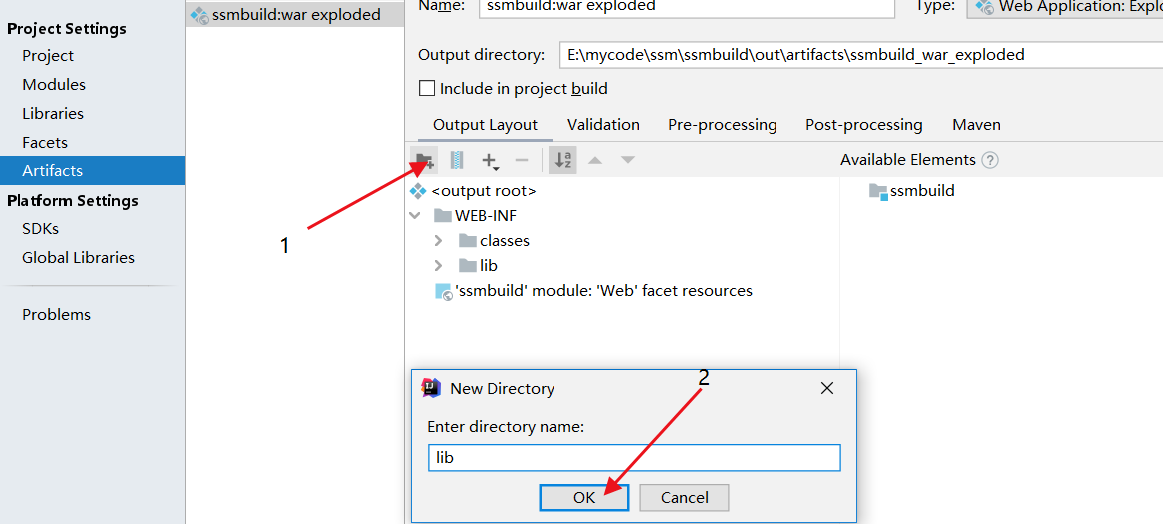 Project Settings
Project
Modules
Libraries
Facets
Artifacts
Platform Settings
SDKs
Global Libraries
Problems
ssmbuild:war exploded
Name: ssmbuild:war exploded Type: Web Application: Explo
Output directory: E:\mycode\ssm\ssmbuild\out\artifacts\ssmbuild_war_exploded
Include in project build
Output Layout Validation Pre-processing Post-processing Maven
Available Elements ?
<output root>
WEB-INF
classes
lib
'ssmbuild' module: 'Web' facet resources
ssmbuild
1
New Directory
2
Enter directory name:
lib
OK Cancel